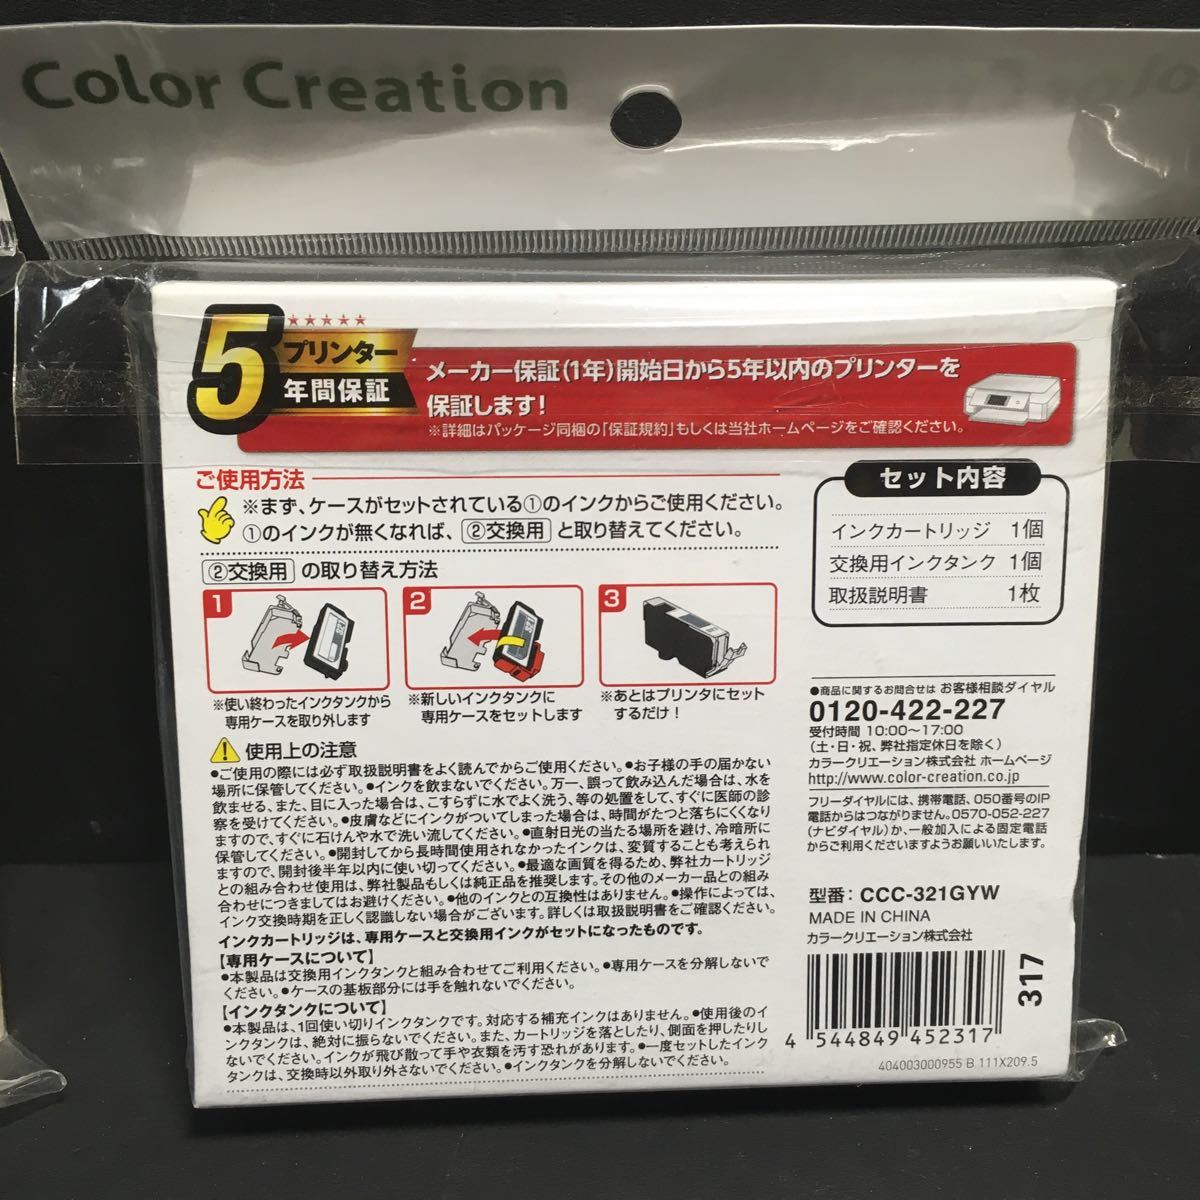 Color Creation
5
プリンター
年間保証
メーカー保証(1年)開始日から5年以内のプリンターを
保証します!
※詳細はパッケージ同梱の「保証規約」もしくは当社ホームページをご確認ください。
ご使用方法
※まず、ケースがセットされている①のインクからご使用ください。
①のインクが無くなれば、②交換用と取り替えてください。
②交換用の取り替え方法
1
※使い終わったインクタンクから
専用ケースを取り外します
2
※新しいインクタンクに
専用ケースをセットします
3
※あとはプリンタにセット
するだけ!
使用上の注意
●ご使用の際には必ず取扱説明書をよく読んでからご使用ください。●お子様の手の届かない
場所に保管してください。●インクを飲まないでください。万一、誤って飲み込んだ場合は、水を
飲ませる、また、目に入った場合は、こすらずに水でよく洗う、等の処置をして、すぐに医師の診
察を受けてください。●皮膚などにインクがついてしまった場合は、時間がたつと落ちにくくなり
ますので、すぐに石けんや水で洗い流してください。●直射日光の当たる場所を避け、冷暗所に
保管してください。●開封してから長時間使用されなかったインクは、変質することも考えられ
ますので、開封後半年以内に使い切ってください。●最適な画質を得るため、弊社カートリッジ
との組み合わせ使用は、弊社製品もしくは純正品を推奨します。その他のメーカー品との組み
合わせにつきましてはお避けください。●他のインクとの互換性はありません。●操作によっては、
インク交換時期を正しく認識しない場合がございます。詳しくは取扱説明書をご確認ください。
インクカートリッジは、専用ケースと交換用インクがセットになったものです。
【専用ケースについて】
●本製品は交換用インクタンクと組み合わせてご利用ください。●専用ケースを分解しないで
ください。●ケースの基板部分には手を触れないでください。
【インクタンクについて】
●本製品は、1回使い切りインクタンクです。対応する補充インクはありません。●使用後のイ
ンクタンクは、絶対に振らないでください。また、カートリッジを落としたり、側面を押したりし
ないでください。インクが飛び散って手や衣類を汚す恐れがあります。●一度セットしたインク
タンクは、交換時以外取り外さないでください。●インクタンクを分解しないでください。
セット内容
インクカートリッジ 1個
交換用インクタンク 1個
取扱説明書 1枚
●商品に関するお問合せは お客様相談ダイヤル
0120-422-227
受付時間 10:00～17:00
(土・日・祝、弊社指定休日を除く)
カラークリエーション株式会社 ホームページ
http://www.color-creation.co.jp
フリーダイヤルには、携帯電話、050番号のIP
電話からはつながりません。0570-052-227
(ナビダイヤル)か、一般加入による固定電話
からご利用くださいますようお願いいたします。
型番: CCC-321GYW
MADE IN CHINA
カラークリエーション株式会社
317
4 544849 452317
404003000955 B 111X209.5